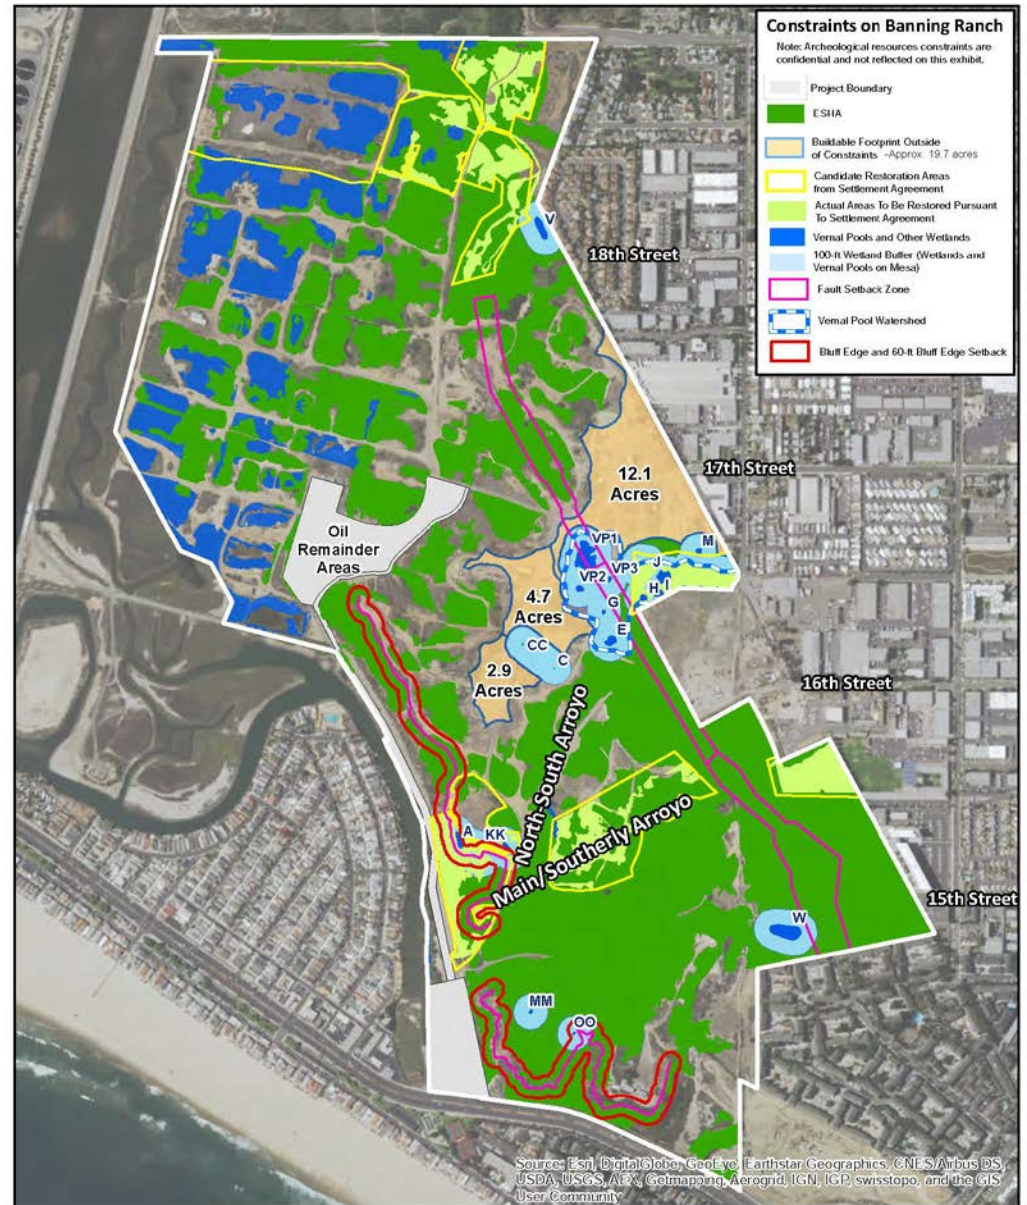 Constraints on Banning Ranch
Note: Archeological resources constraints are
confidential and not reflected on this exhibit.
Project Boundary
ESHA
Buildable Footprint Outside
of Constraints ~Approx. 19.7 acres
Candidate Restoration Areas
from Settlement Agreement
Actual Areas To Be Restored Pursuant
To Settlement Agreement
Vernal Pools and Other Wetlands
100-ft Wetland Buffer (Wetlands and
Vernal Pools on Mesa)
Fault Setback Zone
Vernal Pool Watershed
Bluff Edge and 60-ft Bluff Edge Setback
V
18th Street
17th Street
12.1
Acres
Oil
Remainder
Areas
VP1
M
J
VP3
VP2
I
H
4.7
Acres
G
E
CC
C
2.9
Acres
16th Street
North-South Arroyo
A
KK
Main/Southerly Arroyo
15th Street
W
MM
OO
Source: Esri, DigitalGlobe, GeoEye, Earthstar Geographics, CNES/Airbus DS,
USDA, USGS, AEX, Getmapping, Aerogrid, IGN, IGP, swisstopo, and the GIS
User Community